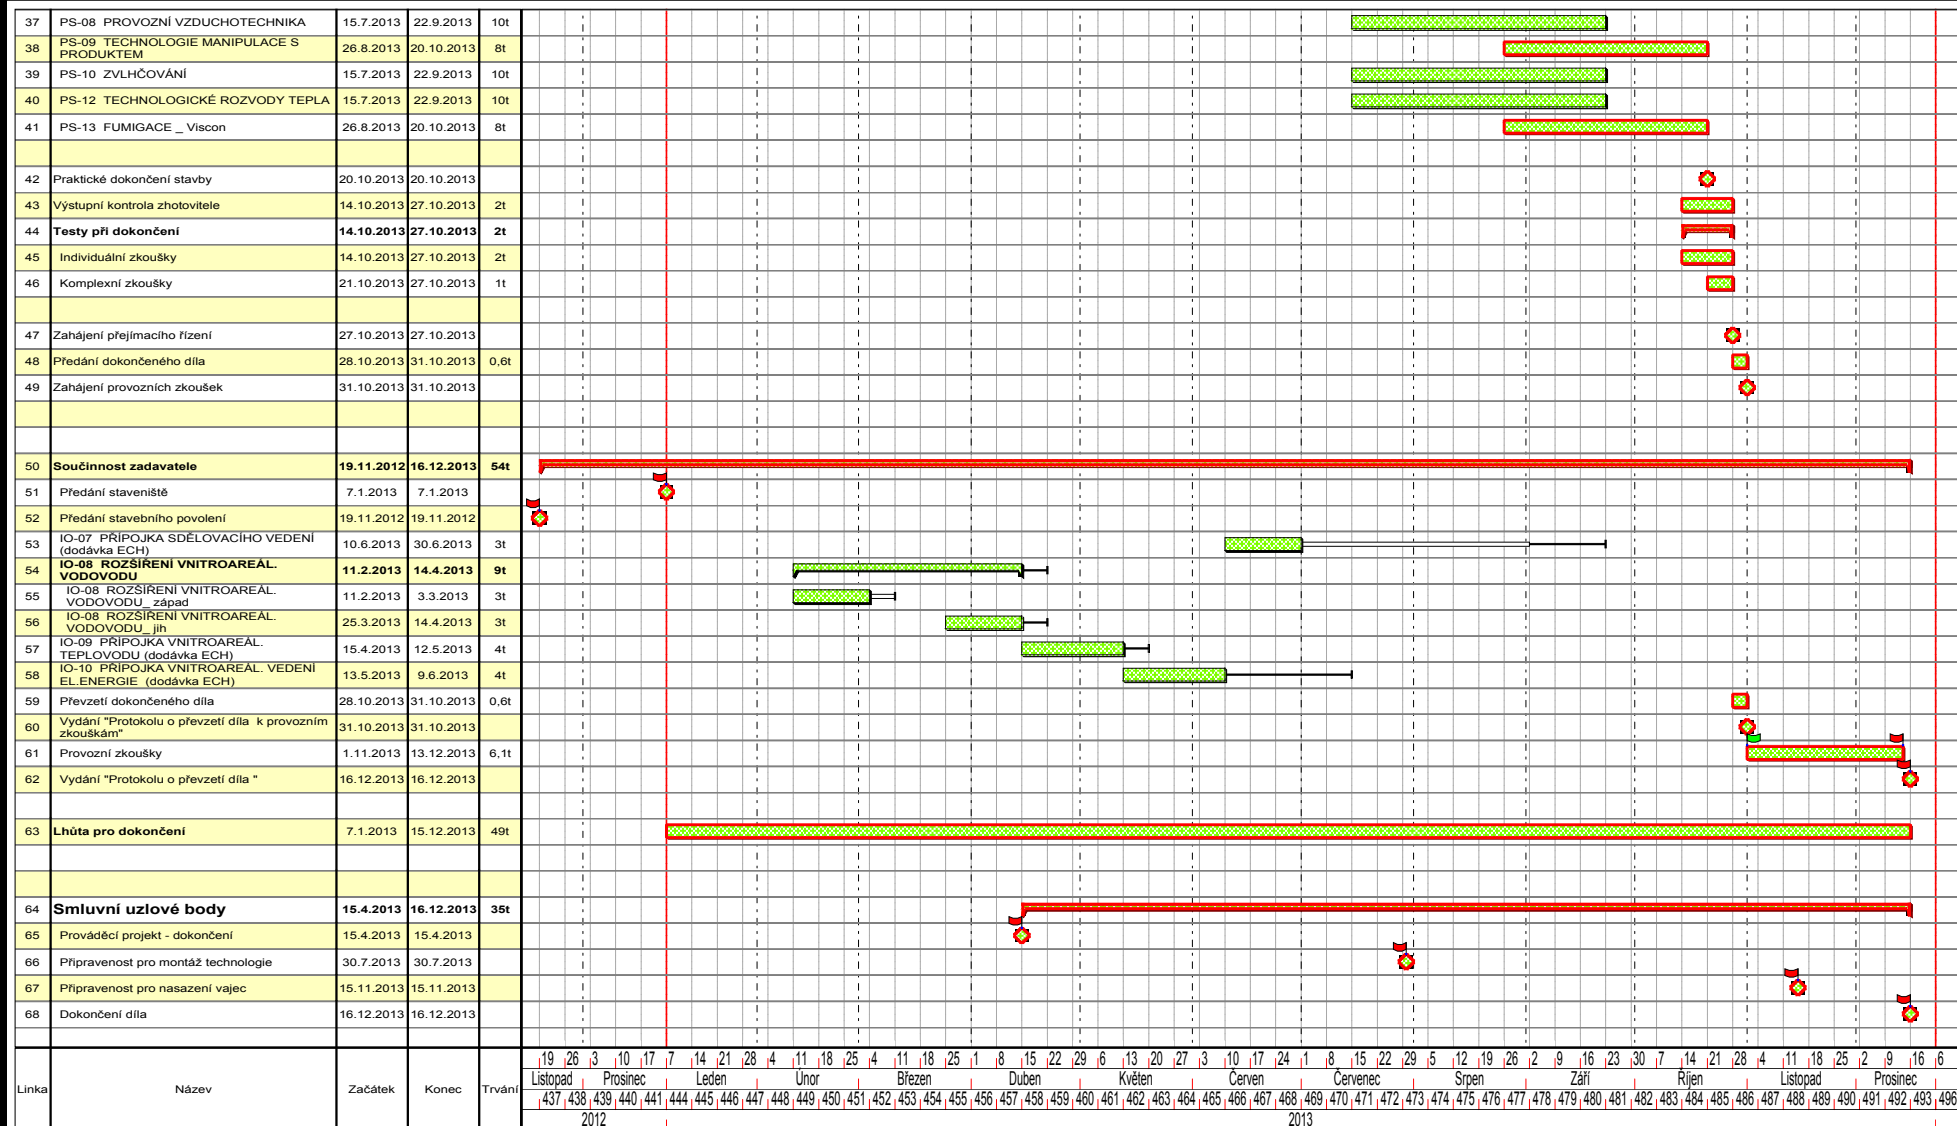 37 PS-08 PROVOZNÍ VZDUCHOTECHNIKA 15.7.2013 22.9.2013 10t
38 PS-09 TECHNOLOGIE MANIPULACE S
PRODUKTEM 26.8.2013 20.10.2013 8t
39 PS-10 ZVLHČOVÁNÍ 15.7.2013 22.9.2013 10t
40 PS-12 TECHNOLOGICKÉ ROZVODY TEPLA 15.7.2013 22.9.2013 10t
41 PS-13 FUMIGACE _ Viscon 26.8.2013 20.10.2013 8t
42 Praktické dokončení stavby 20.10.2013 20.10.2013
43 Výstupní kontrola zhotovitele 14.10.2013 27.10.2013 2t
44 Testy při dokončení 14.10.2013 27.10.2013 2t
45 Individuální zkoušky 14.10.2013 27.10.2013 2t
46 Komplexní zkoušky 21.10.2013 27.10.2013 1t
47 Zahájení přejímacího řízení 27.10.2013 27.10.2013
48 Předání dokončeného díla 28.10.2013 31.10.2013 0,6t
49 Zahájení provozních zkoušek 31.10.2013 31.10.2013
50 Součinnost zadavatele 19.11.2012 16.12.2013 54t
51 Předání staveniště 7.1.2013 7.1.2013
52 Předání stavebního povolení 19.11.2012 19.11.2012
53 IO-07 PŘÍPOJKA SDĚLOVACÍHO VEDENÍ
(dodávka ECH) 10.6.2013 30.6.2013 3t
54 IO-08 ROZŠÍŘENÍ VNITROAREÁL.
VODOVODU 11.2.2013 14.4.2013 9t
55 IO-08 ROZŠÍŘENÍ VNITROAREÁL.
VODOVODU_ západ 11.2.2013 3.3.2013 3t
56 IO-08 ROZŠÍŘENÍ VNITROAREÁL.
VODOVODU_ jih 25.3.2013 14.4.2013 3t
57 IO-09 PŘÍPOJKA VNITROAREÁL.
TEPLOVODU (dodávka ECH) 15.4.2013 12.5.2013 4t
58 IO-10 PŘÍPOJKA VNITROAREÁL. VEDENÍ
EL.ENERGIE (dodávka ECH) 13.5.2013 9.6.2013 4t
59 Převzetí dokončeného díla 28.10.2013 31.10.2013 0,6t
60 Vydání "Protokolu o převzetí díla k provozním
zkouškám" 31.10.2013 31.10.2013
61 Provozní zkoušky 1.11.2013 13.12.2013 6,1t
62 Vydání "Protokolu o převzetí díla " 16.12.2013 16.12.2013
63 Lhůta pro dokončení 7.1.2013 15.12.2013 49t
64 Smluvní uzlové body 15.4.2013 16.12.2013 35t
65 Prováděcí projekt - dokončení 15.4.2013 15.4.2013
66 Připravenost pro montáž technologie 30.7.2013 30.7.2013
67 Připravenost pro nasazení vajec 15.11.2013 15.11.2013
68 Dokončení díla 16.12.2013 16.12.2013
Linka Název Začátek Konec Trvání
19 26 3 10 17 7 14 21 28 4 11 18 25 4 11 18 25 1 8 15 22 29 6 13 20 27 3 10 17 24 1 8 15 22 29 5 12 19 26 2 9 16 23 30 7 14 21 28 4 11 18 25 2 9 16 6
Listopad Prosinec Leden Únor Březen Duben Květen Červen Červenec Srpen Září Říjen Listopad Prosinec
437 438 439 440 441 444 445 446 447 448 449 450 451 452 453 454 455 456 457 458 459 460 461 462 463 464 465 466 467 468 469 470 471 472 473 474 475 476 477 478 479 480 481 482 483 484 485 486 487 488 489 490 491 492 493 496
2012 2013